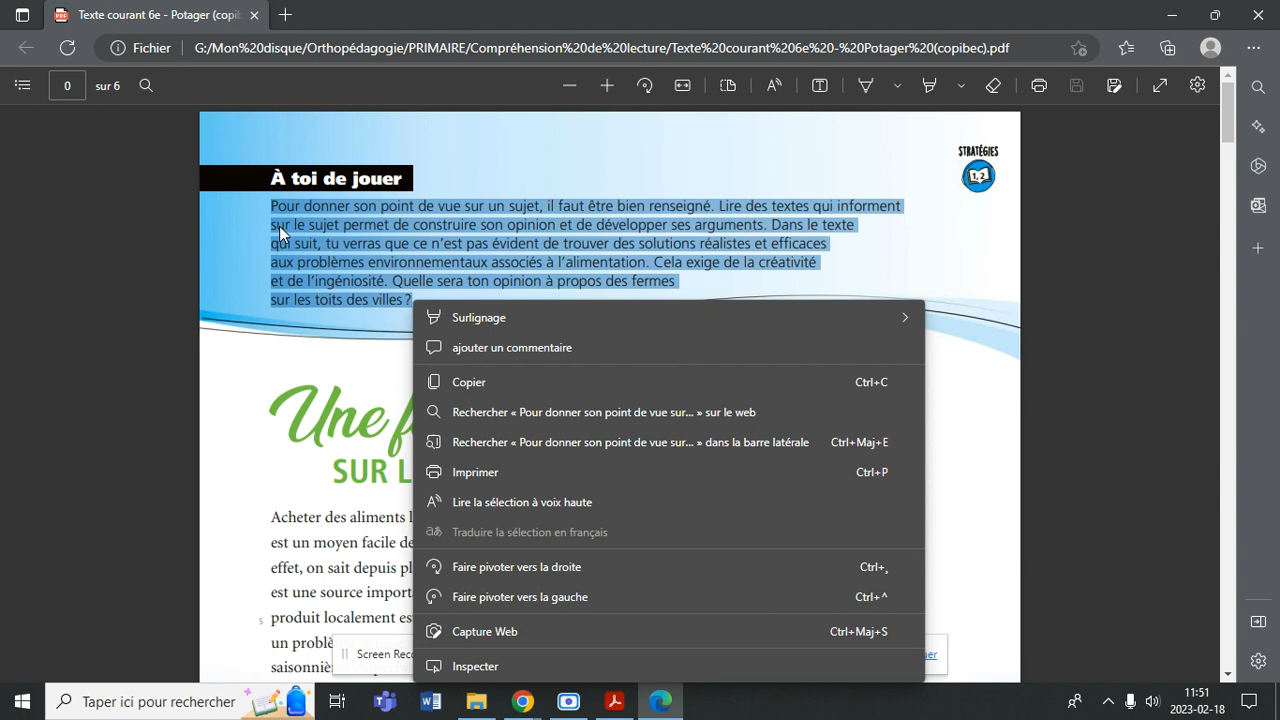 Texte courant 6e - Potager (copib
Fichier
G:/Mon%20disque/Orthopédagogie/PRIMAIRE/Compréhension%20de%20lecture/Texte%20courant%206e%20-%20Potager%20(copibec).pdf
0 sur 6
STRATÉGIES
1, 2
À toi de jouer
Pour donner son point de vue sur un sujet, il faut être bien renseigné. Lire des textes qui informent
sur le sujet permet de construire son opinion et de développer ses arguments. Dans le texte
qui suit, tu verras que ce n'est pas évident de trouver des solutions réalistes et efficaces
aux problèmes environnementaux associés à l'alimentation. Cela exige de la créativité
et de l'ingéniosité. Quelle sera ton opinion à propos des fermes
sur les toits des villes ?
Surlignage
ajouter un commentaire
Copier Ctrl+C
Rechercher « Pour donner son point de vue sur... » sur le web
Rechercher « Pour donner son point de vue sur... » dans la barre latérale Ctrl+Maj+E
Imprimer Ctrl+P
Lire la sélection à voix haute
Traduire la sélection en français
Faire pivoter vers la droite Ctrl+¸
Faire pivoter vers la gauche Ctrl+^
Capture Web Ctrl+Maj+S
Inspecter
Une f
SUR L
Acheter des aliments l
est un moyen facile de
effet, on sait depuis pl
est une source import
5 produit localement es
un problè
saisonniè
Screen Rec
uer
Taper ici pour rechercher
11:51
2023-02-18